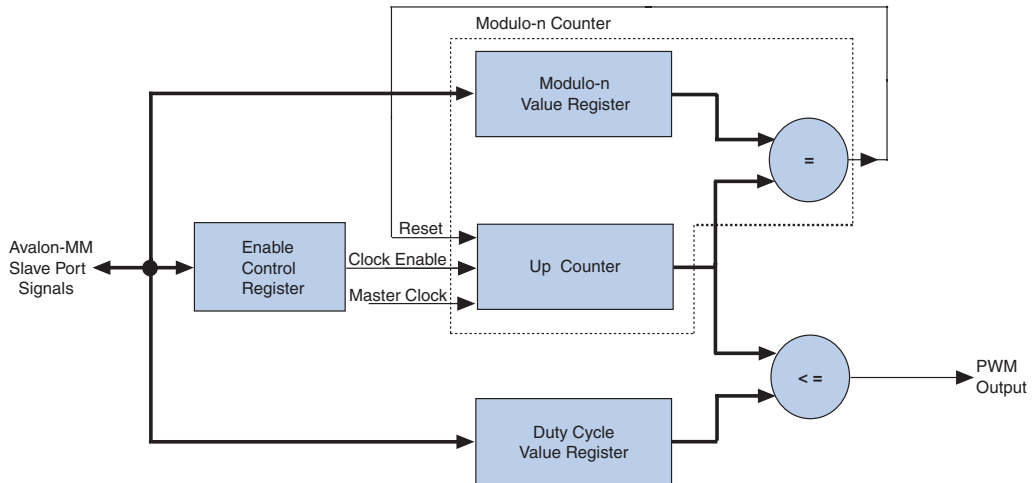 Modulo-n Counter
Modulo-n
Value Register
=
Reset
Avalon-MM
Slave Port
Signals
Enable
Control
Register
Clock Enable
Master Clock
Up Counter
< =
PWM
Output
Duty Cycle
Value Register